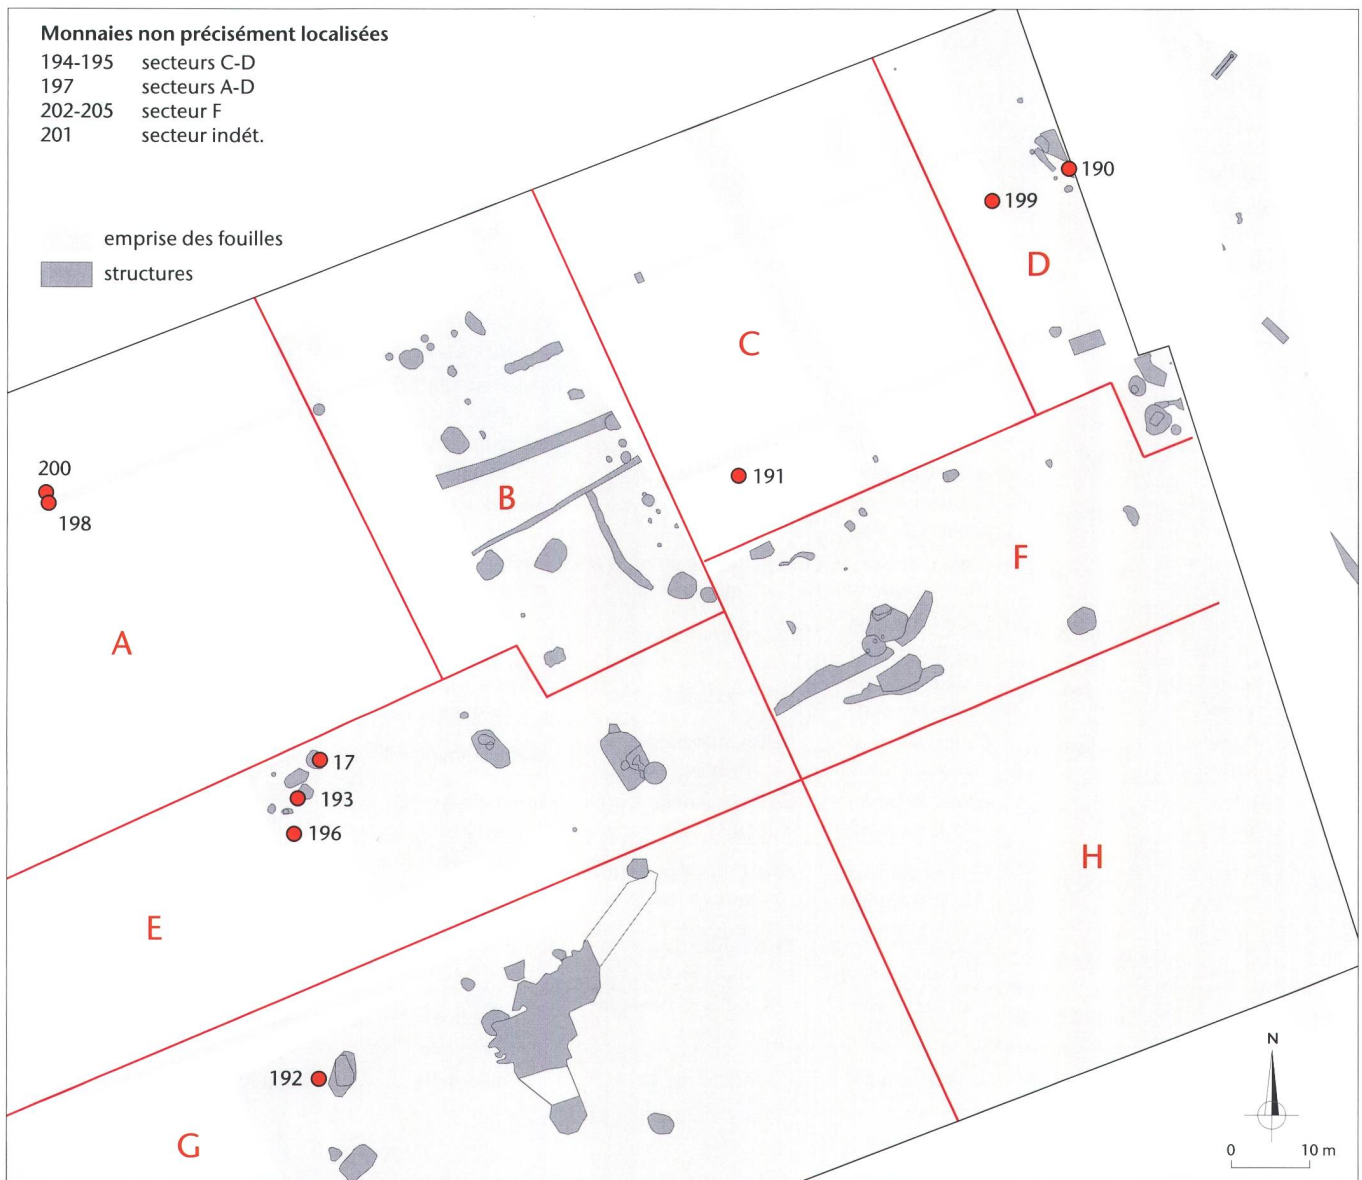 Monnaies non précisément localisées
194-195 secteurs C-D
197 secteurs A-D
202-205 secteur F
201 secteur indét.
emprise des fouilles
structures
190
199
D
C
200
198
B
191
F
A
17
193
196
H
E
192
G
N
0 10 m